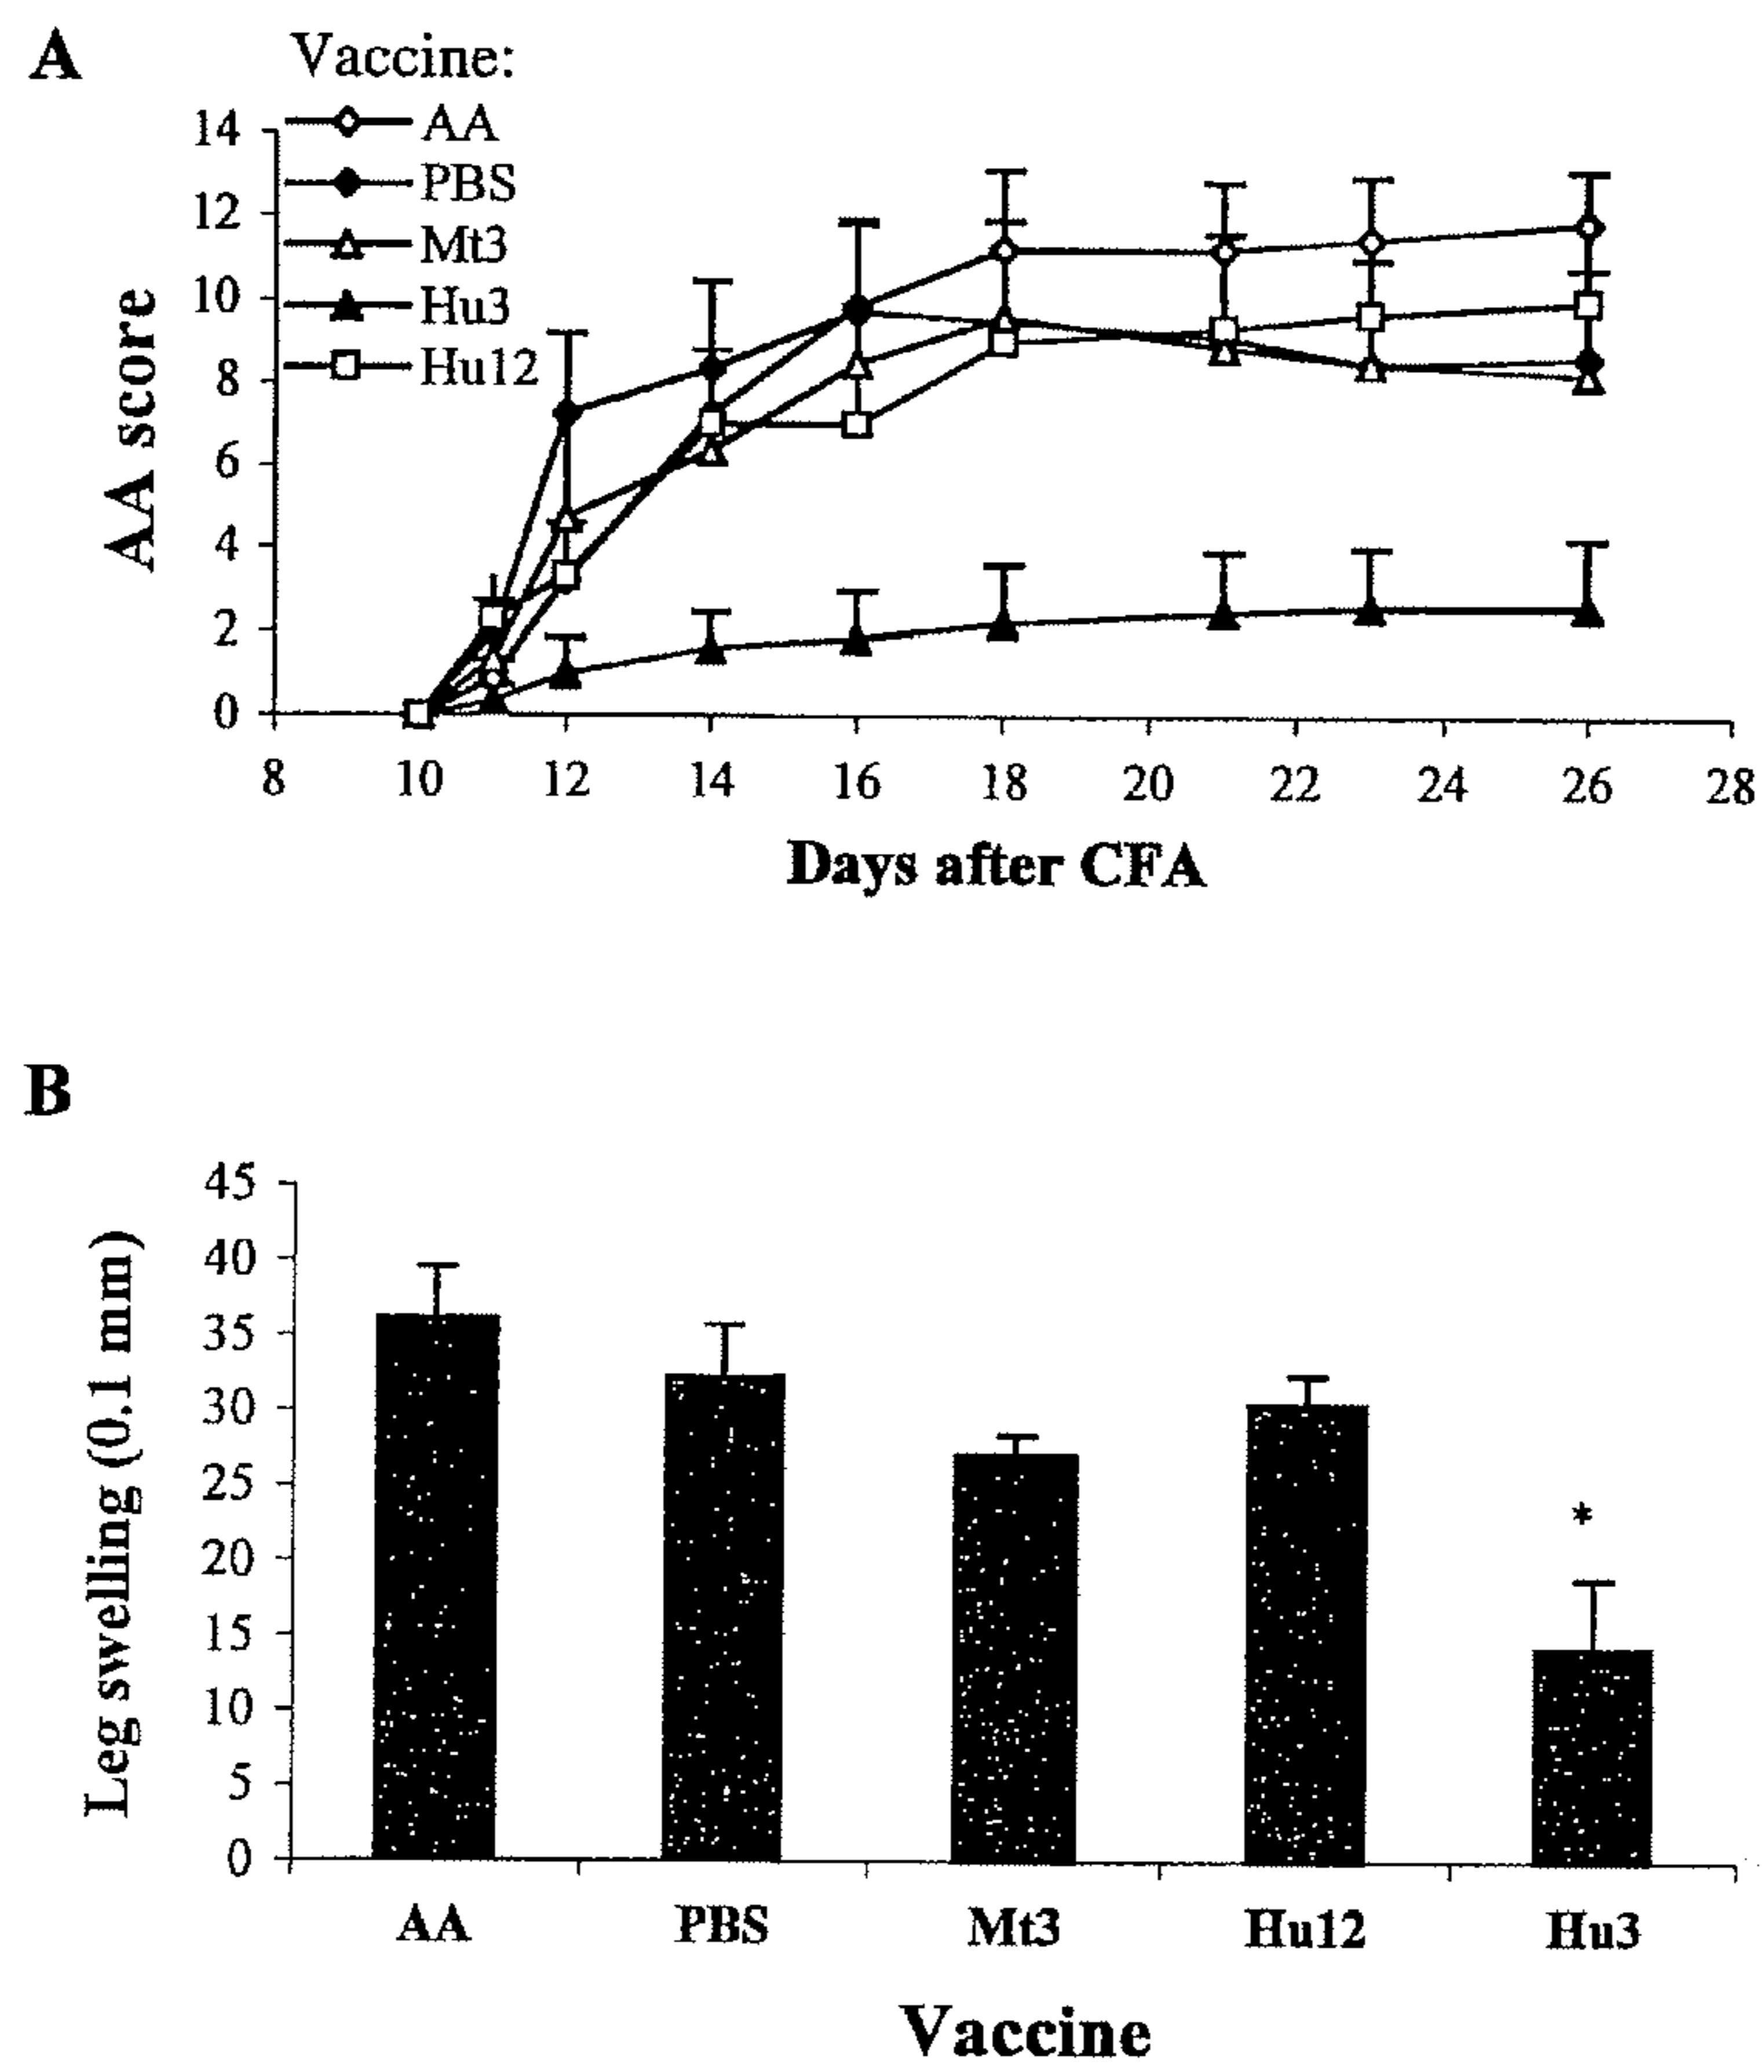 A
Vaccine:
AA
PBS
Mt3
Hu3
Hu12
14
12
10
8
6
4
2
0
AA score
8 10 12 14 16 18 20 22 24 26 28
Days after CFA
B
45
40
35
30
25
20
15
10
5
0
Leg swelling (0.1 mm)
*
AA PBS Mt3 Hu12 Hu3
Vaccine